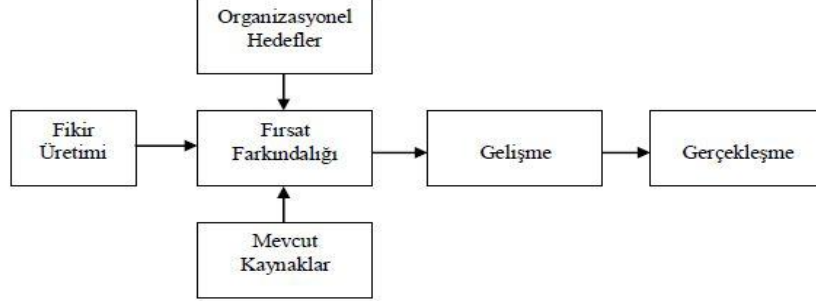 Organizasyonel
Hedefler
Fikir
Üretimi
Fırsat
Farkındalığı
Gelişme
Gerçekleşme
Mevcut
Kaynaklar